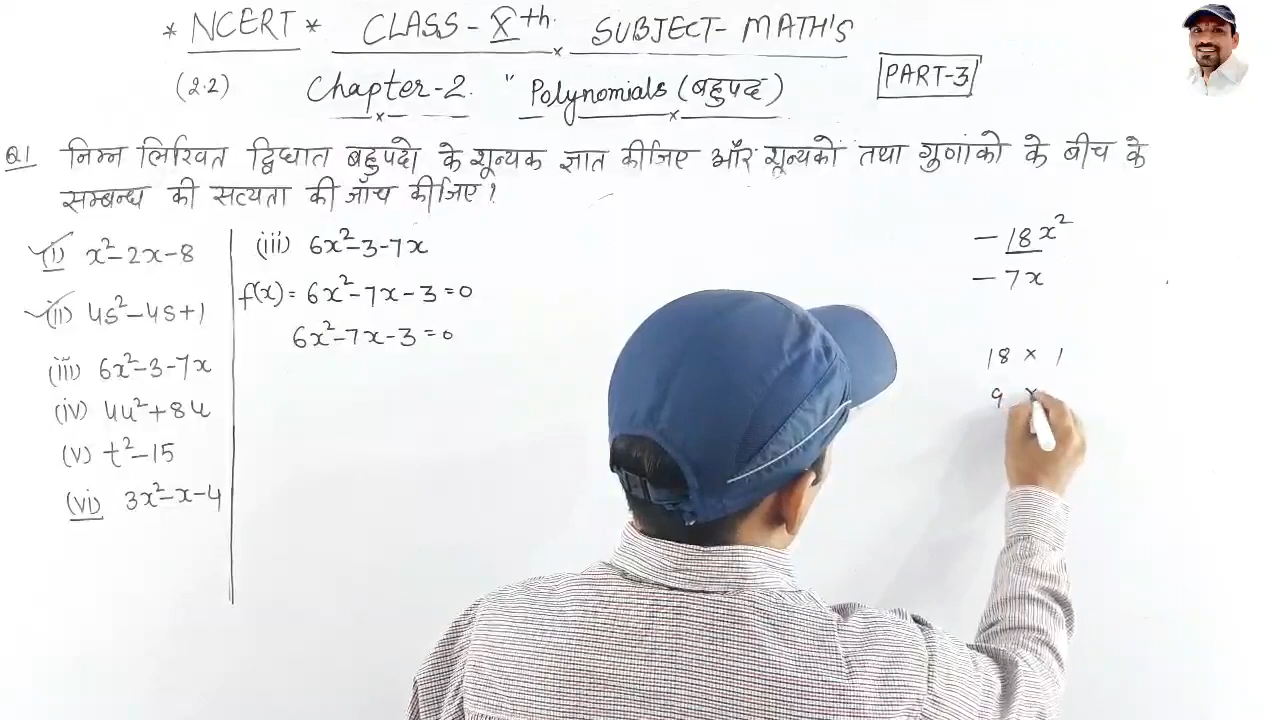 * NCERT * CLASS - Xth. SUBJECT - MATH'S
(2.2) Chapter-2. " Polynomials (बहुपद) PART-3
Q1 निम्न लिखित द्विघात बहुपदो के शून्यक ज्ञात कीजिए और शून्यको तथा गुणांको के बीच के
सम्बन्ध की सत्यता की जाँच कीजिए?
(i) x²-2x-8
(ii) 4s²-4s+1
(iii) 6x²-3-7x
(iv) 4u²+8u
(v) t²-15
(vi) 3x²-x-4
(iii) 6x²-3-7x
f(x) = 6x²-7x-3=0
6x²-7x-3=0
-18x²
-7x
18 × 1
9 ×